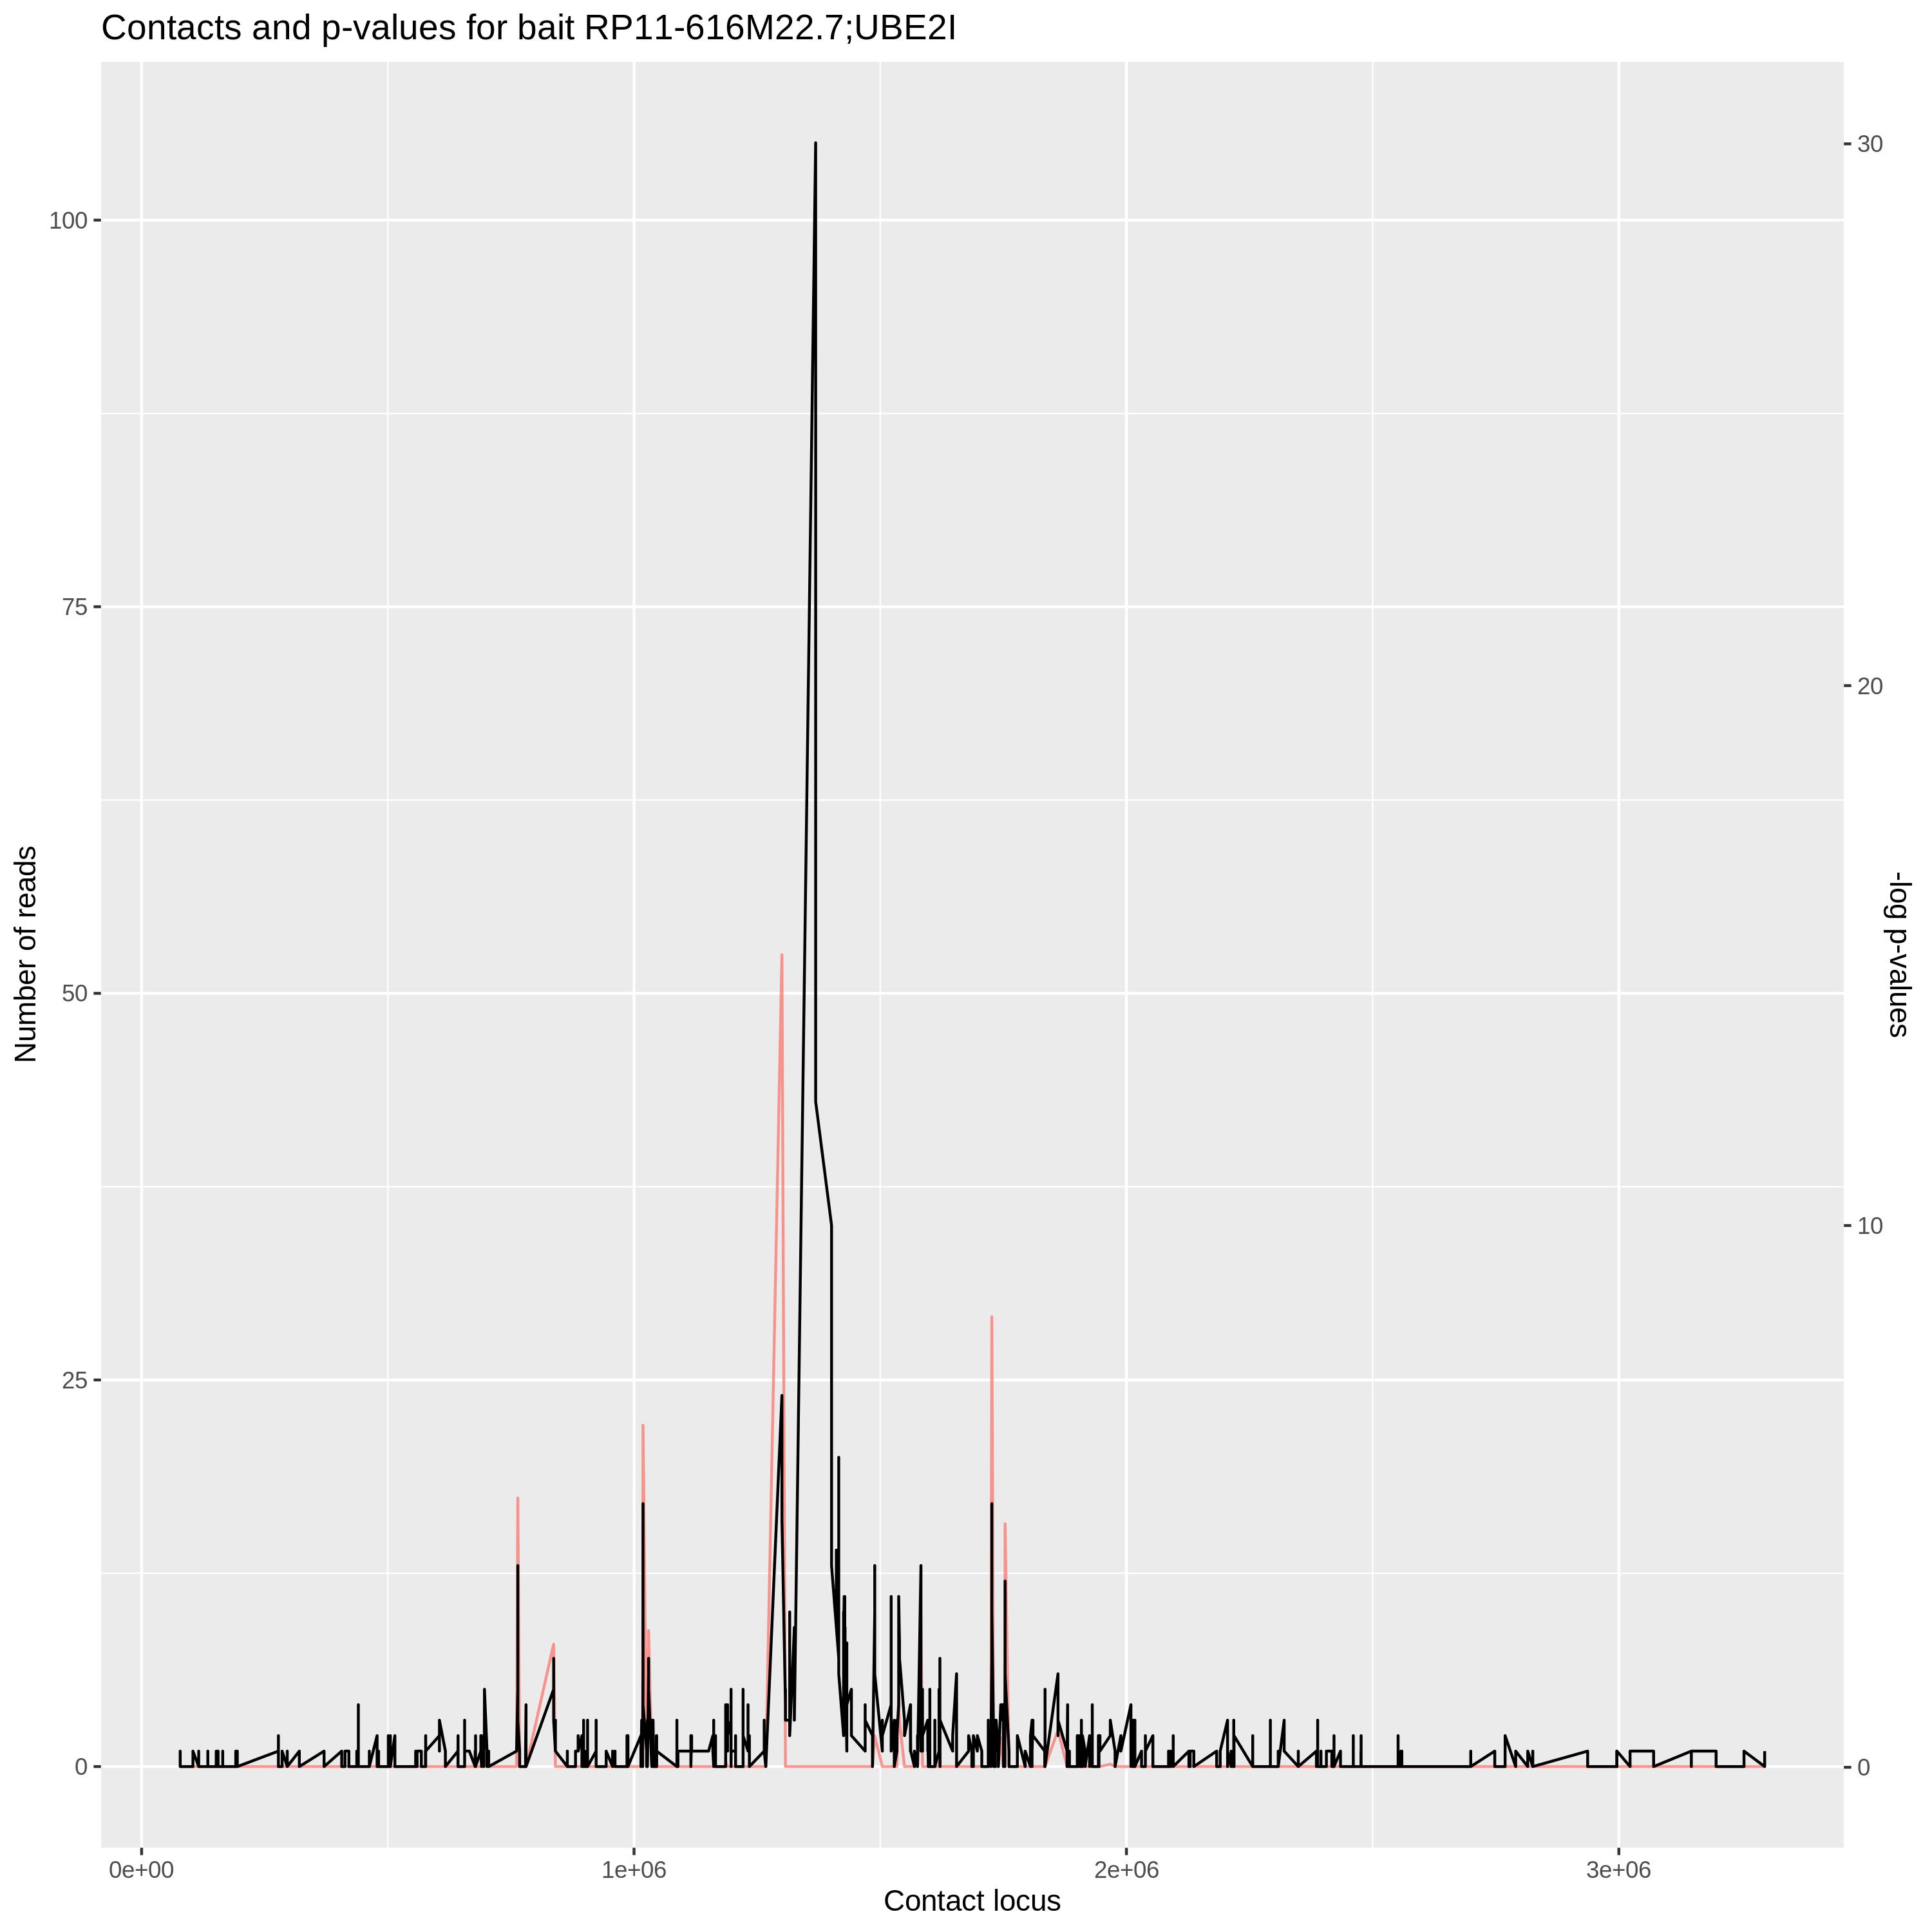 Contacts and p-values for bait RP11-616M22.7;UBE2I
100
75
50
25
0
Number of reads
30
20
10
0
-log p-values
0e+00
1e+06
2e+06
3e+06
Contact locus